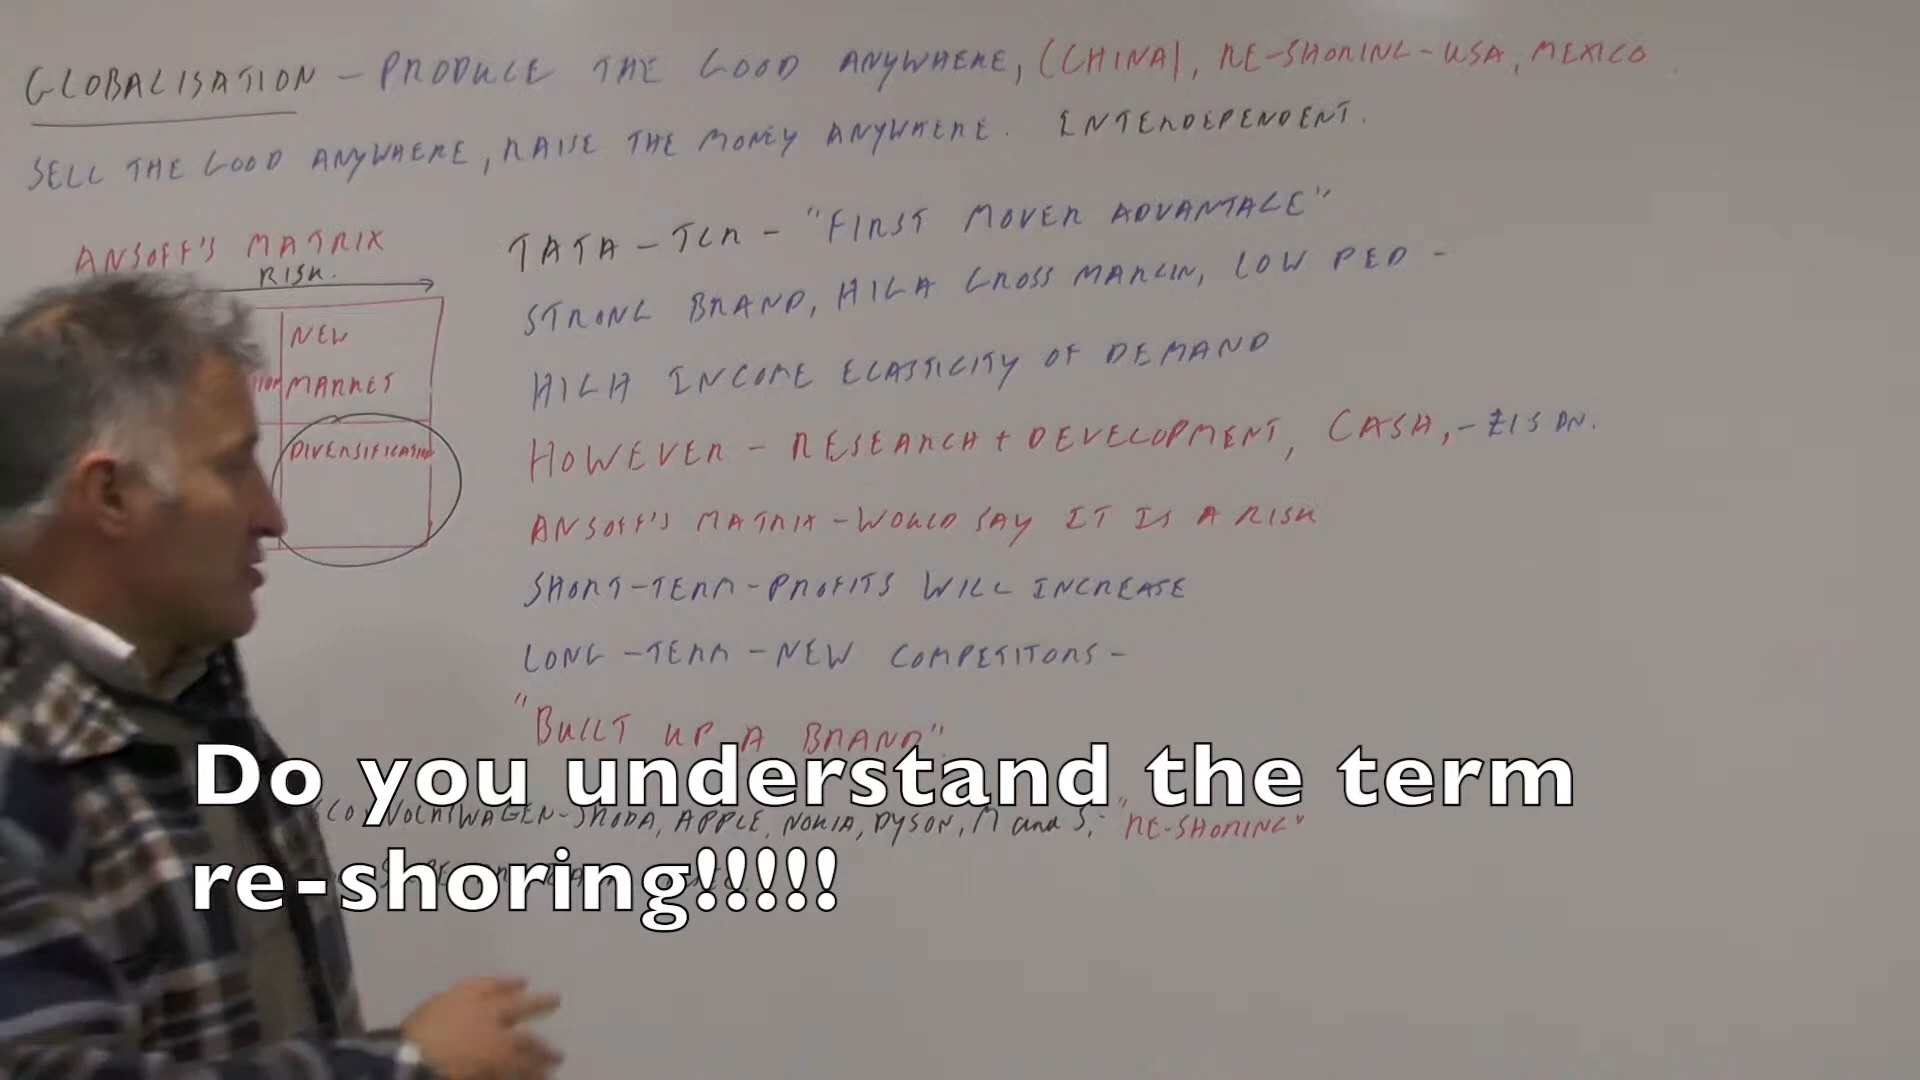 GLOBALISATION - PRODUCE THE GOOD ANYWHERE, (CHINA), RE-SHORING-USA, MEXICO
SELL THE GOOD ANYWHERE, RAISE THE MONEY ANYWHERE. INTERDEPENDENT.
ANSOFF'S MATRIX
RISK.
NEW
MARKET
DIVERSIFICATION
TATA-TCR-"FIRST MOVER ADVANTAGE"
STRONG BRAND, HIGH GROSS MARGIN, LOW PED-
HIGH INCOME ELASTICITY OF DEMAND
HOWEVER - RESEARCH + DEVELOPMENT, CASH, - £15 BN.
ANSOFF'S MATRIX - WOULD SAY IT IS A RISK
SHORT-TERM-PROFITS WILL INCREASE
LONG-TERM-NEW COMPETITORS-
"BUILT UP A BRAND"
VOLKSWAGEN-SKODA, APPLE, NOKIA, DYSON, M and S, - "RE-SHORING"
Do you understand the term
re-shoring!!!!!